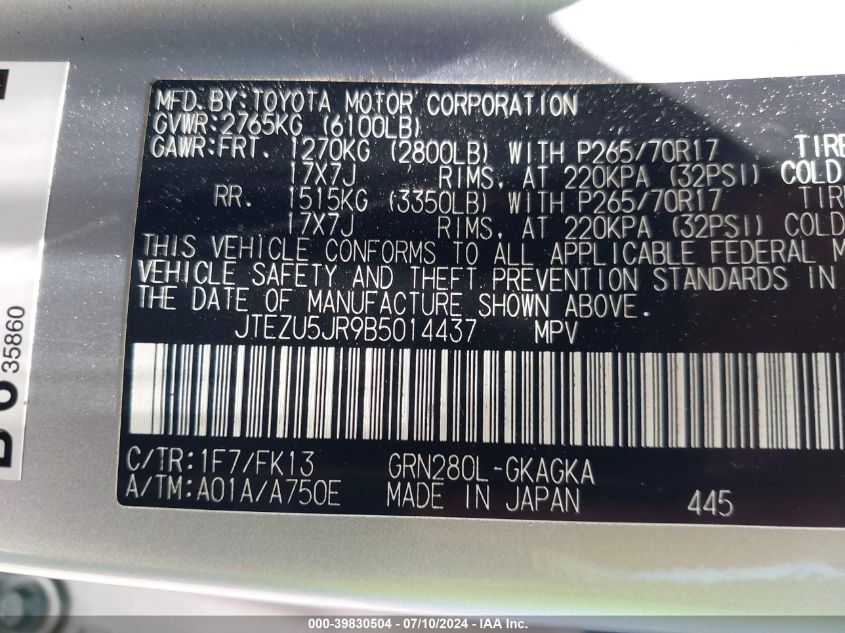 MFD.BY:TOYOTA MOTOR CORPORATION
GVWR:2765KG (6100LB)
GAWR:FRT. 1270KG (2800LB) WITH P265/70R17 TIRE
17X7J RIMS, AT 220KPA (32PSI) COLD
RR. 1515KG (3350LB) WITH P265/70R17 TIRE
17X7J RIMS, AT 220KPA (32PSI) COLD
THIS VEHICLE CONFORMS TO ALL APPLICABLE FEDERAL M
VEHICLE SAFETY AND THEFT PREVENTION STANDARDS IN
THE DATE OF MANUFACTURE SHOWN ABOVE.
JTEZU5JR9B5014437 MPV
C/TR:1F7/FK13 GRN280L-GKAGKA
A/TM:A01A/A750E MADE IN JAPAN 445
35860
000-39830504 - 07/10/2024 - IAA Inc.